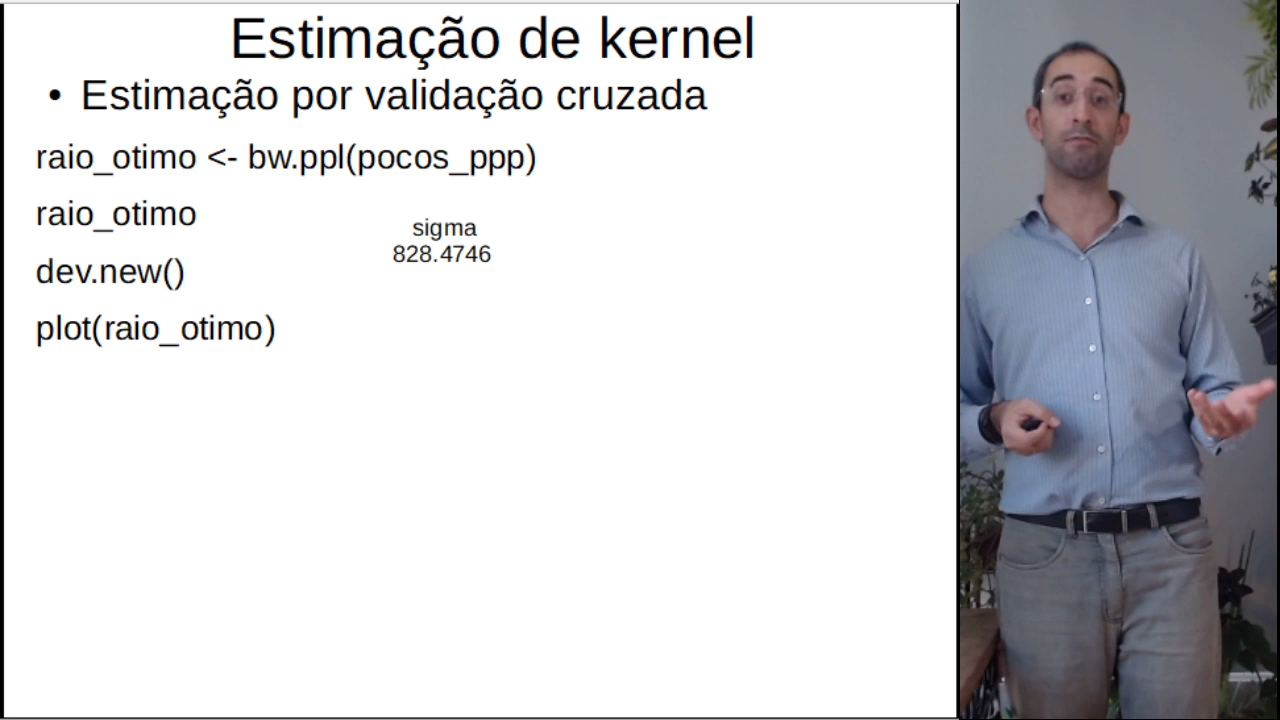 Estimação de kernel
• Estimação por validação cruzada
raio_otimo <- bw.ppl(pocos_ppp)
raio_otimo
sigma
828.4746
dev.new()
plot(raio_otimo)